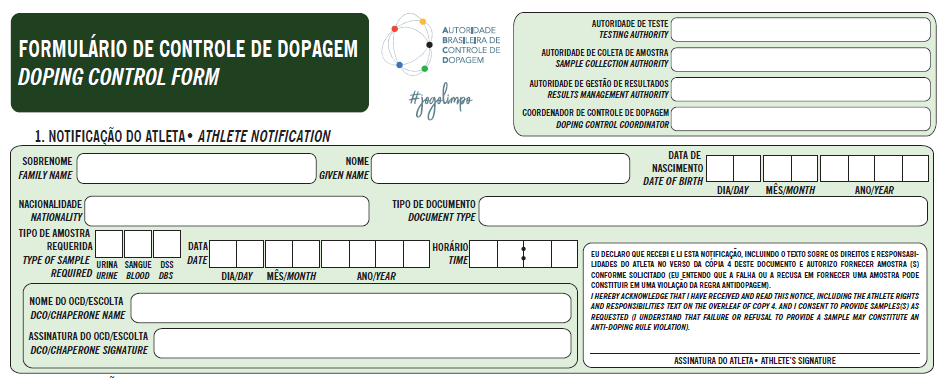 FORMULÁRIO DE CONTROLE DE DOPAGEM
DOPING CONTROL FORM
AUTORIDADE
BRASILEIRA DE
CONTROLE DE
DOPAGEM
#jogolimpo
AUTORIDADE DE TESTE
TESTING AUTHORITY
AUTORIDADE DE COLETA DE AMOSTRA
SAMPLE COLLECTION AUTHORITY
AUTORIDADE DE GESTÃO DE RESULTADOS
RESULTS MANAGEMENT AUTHORITY
COORDENADOR DE CONTROLE DE DOPAGEM
DOPING CONTROL COORDINATOR
1. NOTIFICAÇÃO DO ATLETA• ATHLETE NOTIFICATION
SOBRENOME
FAMILY NAME
NOME
GIVEN NAME
DATA DE
NASCIMENTO
DATE OF BIRTH
DIA/DAY MÊS/MONTH ANO/YEAR
NACIONALIDADE
NATIONALITY
TIPO DE DOCUMENTO
DOCUMENT TYPE
TIPO DE AMOSTRA
REQUERIDA
TYPE OF SAMPLE
REQUIRED
URINA SANGUE DSS
URINE BLOOD DBS
DATA
DATE
DIA/DAY MÊS/MONTH ANO/YEAR
HORÁRIO
TIME
NOME DO OCD/ESCOLTA
DCO/CHAPERONE NAME
ASSINATURA DO OCD/ESCOLTA
DCO/CHAPERONE SIGNATURE
EU DECLARO QUE RECEBI E LI ESTA NOTIFICAÇÃO, INCLUINDO O TEXTO SOBRE OS DIREITOS E RESPONSABI-
LIDADES DO ATLETA NO VERSO DA CÓPIA 4 DESTE DOCUMENTO E AUTORIZO FORNECER AMOSTRA (S)
CONFORME SOLICITADO (EU ENTENDO QUE A FALHA OU A RECUSA EM FORNECER UMA AMOSTRA PODE
CONSTITUIR EM UMA VIOLAÇÃO DA REGRA ANTIDOPAGEM).
I HEREBY ACKNOWLEDGE THAT I HAVE RECEIVED AND READ THIS NOTICE, INCLUDING THE ATHLETE RIGHTS
AND RESPONSIBILITIES TEXT ON THE OVERLEAF OF COPY 4. AND I CONSENT TO PROVIDE SAMPLES(S) AS
REQUESTED (I UNDERSTAND THAT FAILURE OR REFUSAL TO PROVIDE A SAMPLE MAY CONSTITUTE AN
ANTI-DOPING RULE VIOLATION).
ASSINATURA DO ATLETA• ATHLETE'S SIGNATURE